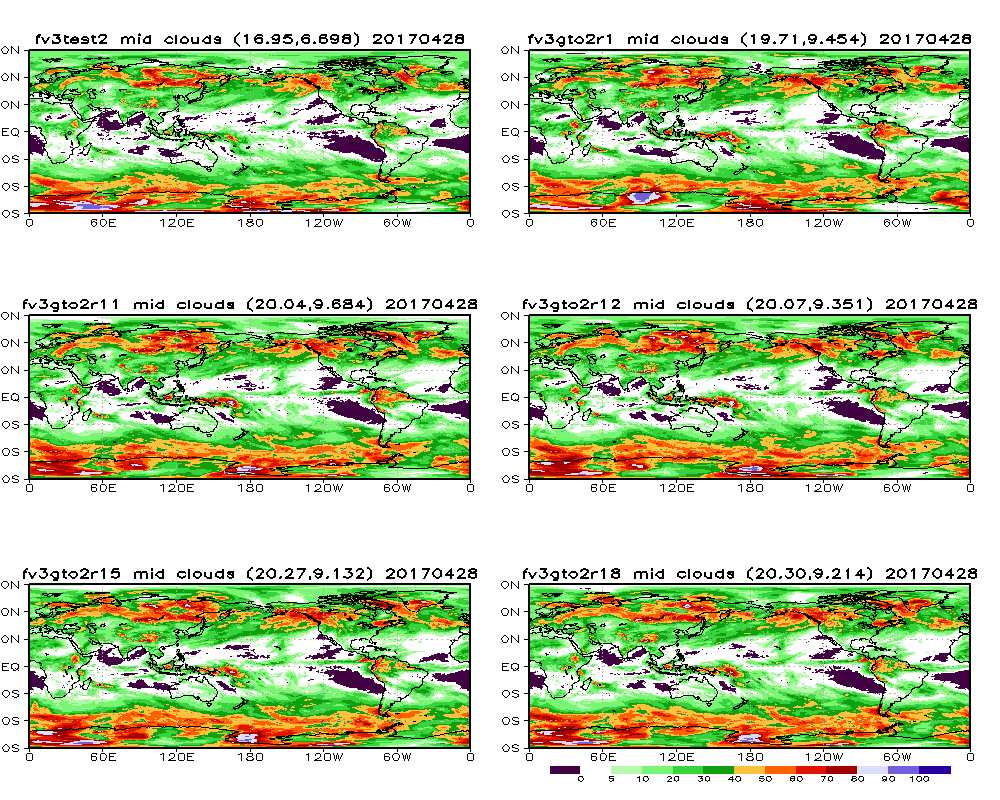 fv3test2 mid clouds (16.95,6.698) 20170428
fv3gto2r1 mid clouds (19.71,9.454) 20170428
ON
ON
ON
EQ
OS
OS
OS
0 60E 120E 180 120W 60W 0
ON
ON
ON
EQ
OS
OS
OS
0 60E 120E 180 120W 60W 0
fv3gto2r11 mid clouds (20.04,9.684) 20170428
fv3gto2r12 mid clouds (20.07,9.351) 20170428
ON
ON
ON
EQ
OS
OS
OS
0 60E 120E 180 120W 60W 0
ON
ON
ON
EQ
OS
OS
OS
0 60E 120E 180 120W 60W 0
fv3gto2r15 mid clouds (20.27,9.132) 20170428
fv3gto2r18 mid clouds (20.30,9.214) 20170428
ON
ON
ON
EQ
OS
OS
OS
0 60E 120E 180 120W 60W 0
ON
ON
ON
EQ
OS
OS
OS
0 60E 120E 180 120W 60W 0
0 5 10 20 30 40 50 60 70 80 90 100